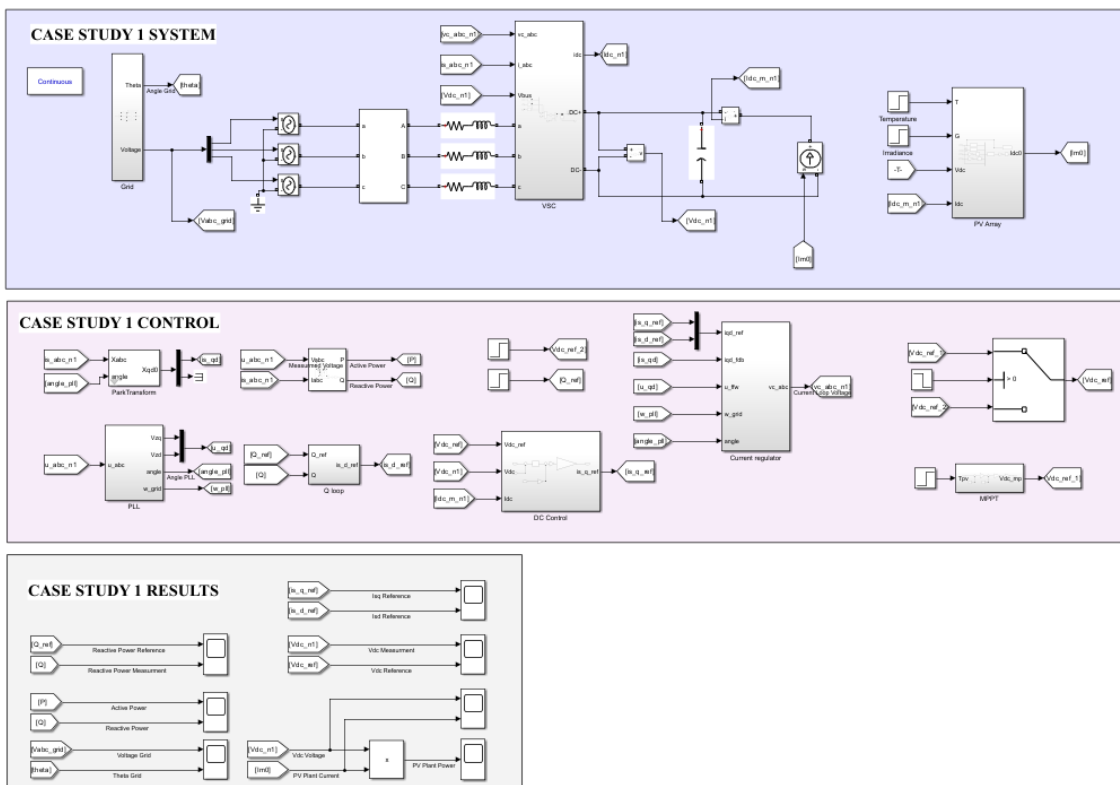 CASE STUDY 1 SYSTEM
Continuous
Theta
Angle Grid
[theta]
Voltage
Grid
[Vabc_grid]
a
b
c
A
B
C
[vc_abc_n1]
[is_abc_n1]
[Vdc_n1]
vc_abc
i_abc
Vbus
a
b
c
Idc
DC+
DC-
VSC
[Idc_n1]
[Idc_m_n1]
[Vdc_n1]
[Im0]
Temperature
Irradiance
-T-
[Idc_m_n1]
T
G
Vdc
Idc
Idc0
PV Array
[Im0]
CASE STUDY 1 CONTROL
[is_abc_n1]
[angle_pll]
Xabc
angle
Xqd0
ParkTransform
[is_qd]
[u_abc_n1]
[is_abc_n1]
Vabc
Measured Voltage
Iabc
P
Q
Active Power
Reactive Power
[P]
[Q]
[Vdc_ref_2]
[Q_ref]
[is_q_ref]
[is_d_ref]
[is_qd]
[u_qd]
[w_pll]
[angle_pll]
iqd_ref
iqd_fdb
u_ffw
w_grid
angle
vc_abc
Current regulator
Current Loop Voltage
[vc_abc_n1]
[Vdc_ref_1]
> 0
[Vdc_ref_2]
[Vdc_ref]
[u_abc_n1]
u_abc
Vzq
Vzd
angle
w_grid
PLL
[u_qd]
Angle PLL
[angle_pll]
[w_pll]
[Q_ref]
[Q]
Q_ref
Q
is_d_ref
Q loop
[is_d_ref]
[Vdc_ref]
[Vdc_n1]
[Idc_m_n1]
Vdc_ref
Vdc
Idc
is_q_ref
DC Control
[is_q_ref]
Tpv
Vdc_mp
MPPT
[Vdc_ref_1]
CASE STUDY 1 RESULTS
[is_q_ref]
Isq Reference
[is_d_ref]
Isd Reference
[Q_ref]
Reactive Power Reference
[Q]
Reactive Power Measurment
[Vdc_n1]
Vdc Measurment
[Vdc_ref]
Vdc Reference
[P]
Active Power
[Q]
Reactive Power
[Vabc_grid]
Voltage Grid
[theta]
Theta Grid
[Vdc_n1]
Vdc Voltage
[Im0]
PV Plant Current
x
PV Plant Power